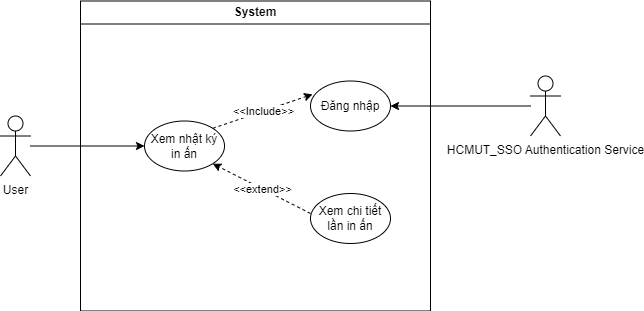 System
Đăng nhập
<<Include>>
Xem nhật ký
in ấn
HCMUT_SSO Authentication Service
User
<<extend>>
Xem chi tiết
lần in ấn